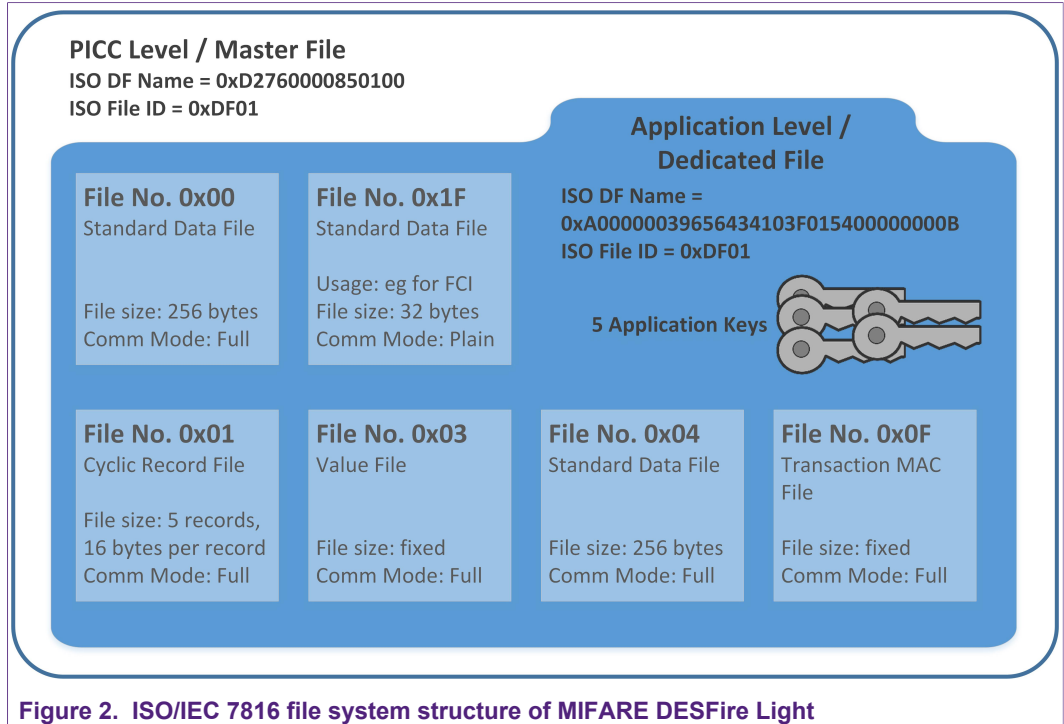 PICC Level / Master File
ISO DF Name = 0xD2760000850100
ISO File ID = 0xDF01
Application Level /
Dedicated File
ISO DF Name =
0xA00000039656434103F015400000000B
ISO File ID = 0xDF01
5 Application Keys
File No. 0x00
Standard Data File
File size: 256 bytes
Comm Mode: Full
File No. 0x1F
Standard Data File
Usage: eg for FCI
File size: 32 bytes
Comm Mode: Plain
File No. 0x01
Cyclic Record File
File size: 5 records,
16 bytes per record
Comm Mode: Full
File No. 0x03
Value File
File size: fixed
Comm Mode: Full
File No. 0x04
Standard Data File
File size: 256 bytes
Comm Mode: Full
File No. 0x0F
Transaction MAC
File
File size: fixed
Comm Mode: Full
Figure 2. ISO/IEC 7816 file system structure of MIFARE DESFire Light